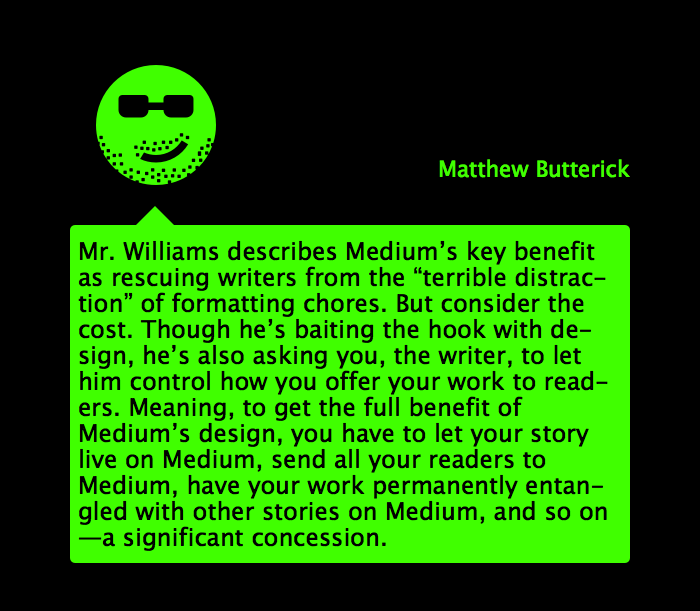 Matthew Butterick
Mr. Williams describes Medium’s key benefit
as rescuing writers from the “terrible distrac-
tion” of formatting chores. But consider the
cost. Though he’s baiting the hook with de-
sign, he’s also asking you, the writer, to let
him control how you offer your work to read-
ers. Meaning, to get the full benefit of
Medium’s design, you have to let your story
live on Medium, send all your readers to
Medium, have your work permanently entan-
gled with other stories on Medium, and so on
—a significant concession.